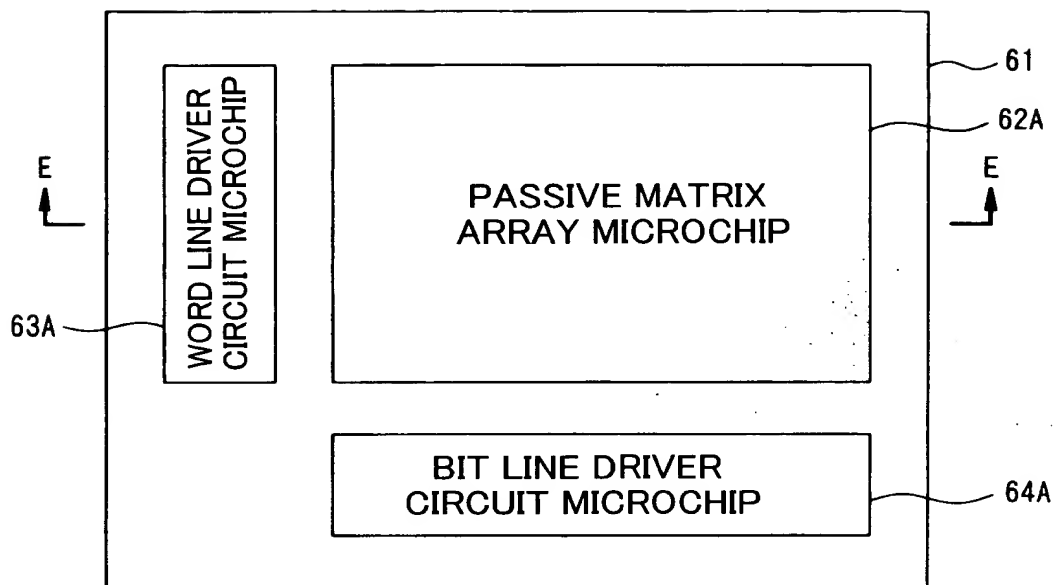 61
62A
E
E
WORD LINE DRIVER
CIRCUIT MICROCHIP
PASSIVE MATRIX
ARRAY MICROCHIP
63A
BIT LINE DRIVER
CIRCUIT MICROCHIP
64A